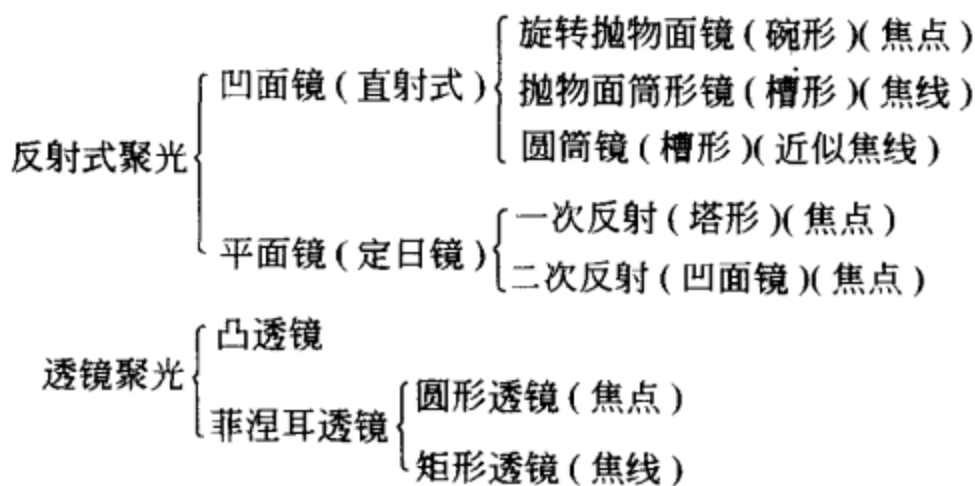 反射式聚光
凹面镜(直射式)
旋转抛物面镜(碗形)(焦点)
抛物面筒形镜(槽形)(焦线)
圆筒镜(槽形)(近似焦线)
平面镜(定日镜)
一次反射(塔形)(焦点)
二次反射(凹面镜)(焦点)
透镜聚光
凸透镜
菲涅耳透镜
圆形透镜(焦点)
矩形透镜(焦线)